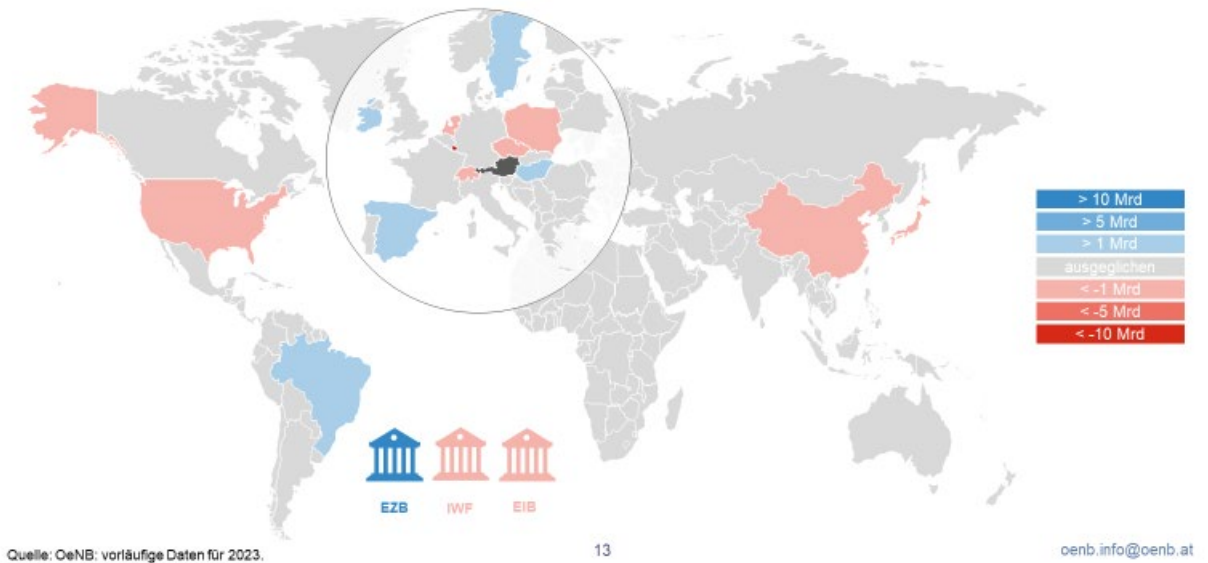 > 10 Mrd
> 5 Mrd
> 1 Mrd
ausgeglichen
< -1 Mrd
< -5 Mrd
< -10 Mrd
EZB
IWF
EIB
Quelle: OeNB: vorläufige Daten für 2023.
13
oenb.info@oenb.at